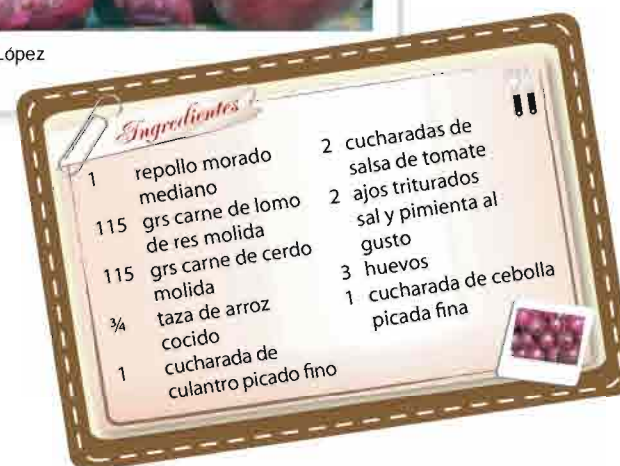 López
Ingredientes
1 repollo morado
mediano
115 grs carne de lomo
de res molida
115 grs carne de cerdo
molida
¾ taza de arroz
cocido
1 cucharada de
culantro picado fino
2 cucharadas de
salsa de tomate
2 ajos triturados
sal y pimienta al
gusto
3 huevos
1 cucharada de cebolla
picada fina